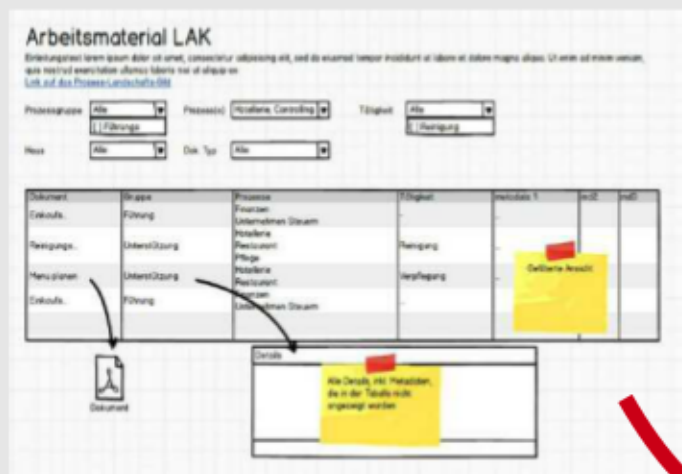 Arbeitsmaterial LAK
Einleitungstext lorem ipsum dolor sit amet, consectetur adipisicing elit, sed do eiusmod tempor incididunt ut labore et dolore magna aliqua. Ut enim ad minim veniam,
quis nostrud exercitation ullamco laboris nisi ut aliquip ex
Link auf das Prozess-Landschafts-Bild
Prozessgruppe Alle Prozess(e) Hotellerie, Controlling Tätigkeit Alle
[ ] Führungs [ ] Reinigung
Haus Alle Dok. Typ Alle
Dokument Gruppe Prozesse Tätigkeit metadata 1 md2 md3
Einkaufs.. Führung Finanzen
Unternehmen Steuern
Reinigungs.. Unterstützung Hotellerie
Restaurant
Pflege
Reinigung
Menu planen Unterstützung Hotellerie
Restaurant
Verpflegung
Einkaufs.. Führung Finanzen
Unternehmen Steuern
Gefilterte Ansicht
Dokument
Details
Alle Details, inkl. Metadaten,
die in der Tabelle nicht
angezeigt wurden